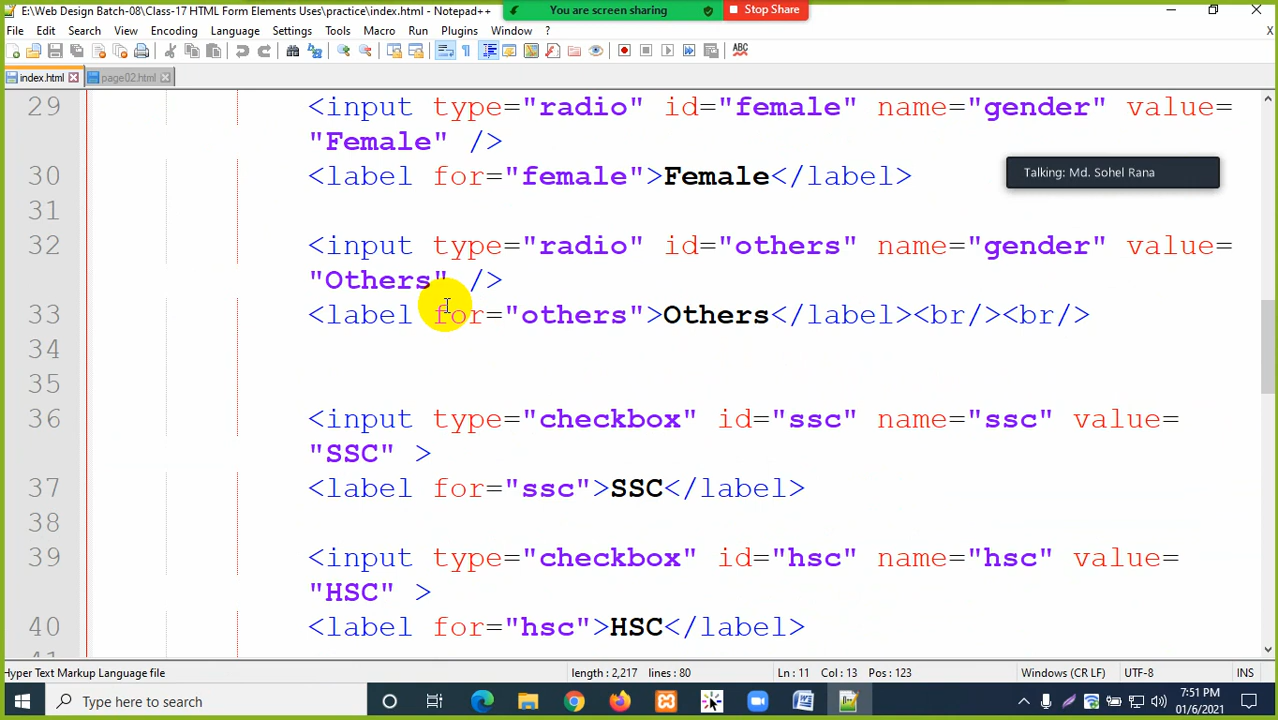 E:\Web Design Batch-08\Class-17 HTML Form Elements Uses\practice\index.html - Notepad++
You are screen sharing
Stop Share
File Edit Search View Encoding Language Settings Tools Macro Run Plugins Window ?
X
index.html
page02.html
29 <input type="radio" id="female" name="gender" value=
"Female" />
Talking: Md. Sohel Rana
30 <label for="female">Female</label>
31
32 <input type="radio" id="others" name="gender" value=
"Others" />
33 <label for="others">Others</label><br/><br/>
34
35
36 <input type="checkbox" id="ssc" name="ssc" value=
"SSC" >
37 <label for="ssc">SSC</label>
38
39 <input type="checkbox" id="hsc" name="hsc" value=
"HSC" >
40 <label for="hsc">HSC</label>
41
Hyper Text Markup Language file length : 2,217 lines : 80 Ln : 11 Col : 13 Pos : 123 Windows (CR LF) UTF-8 INS
Type here to search
7:51 PM
01/6/2021